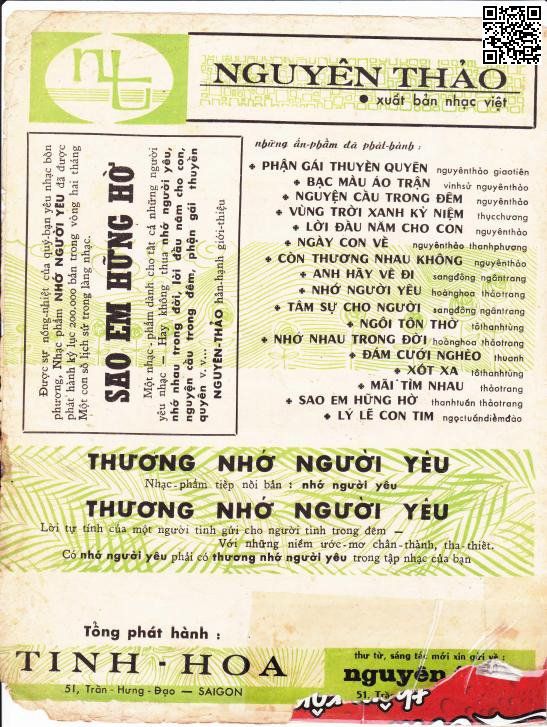 nt
NGUYÊN THẢO
• xuất bản nhạc việt
Được sự nồng-nhiệt của quý-bạn yêu nhạc bốn
phương, Nhạc phẩm NHỚ NGƯỜI YÊU đã được
phát hành kỷ lục 200.000 bản trong vòng hai tháng
Một con số lịch sử trong làng nhạc.
SAO EM HỮNG HỜ
Một nhạc-phẩm dành cho tất cả những người
yêu nhạc — Hay không thua nhớ người yêu,
nhớ nhau trong đời, lời đầu năm cho con,
nguyện cầu trong đêm, phận gái thuyền
quyên v. v...
NGUYÊN-THẢO hân-hạnh giới-thiệu
những ấn-phẩm đã phát-hành :
✦ PHẬN GÁI THUYỀN QUYÊN nguyênthảo giaotiên
✦ BẠC MÀU ÁO TRẬN vinhsử nguyênthảo
✦ NGUYỆN CẦU TRONG ĐÊM nguyênthảo
✦ VÙNG TRỜI XANH KỶ NIỆM thụcchương
✦ LỜI ĐẦU NĂM CHO CON nguyênthảo
✦ NGÀY CON VỀ nguyênthảo thanhphương
✦ CÒN THƯƠNG NHAU KHÔNG nguyênthảo
✦ ANH HÃY VỀ ĐI sangđông ngântrang
✦ NHỚ NGƯỜI YÊU hoànghoa thảotrang
✦ TÂM SỰ CHO NGƯỜI sangđông ngântrang
✦ NGÔI TÔN THỜ tôthanhtùng
✦ NHỚ NHAU TRONG ĐỜI hoànghoa thảotrang
✦ ĐÁM CƯỚI NGHÈO thuanh
✦ XÓT XA tôthanhtùng
✦ MÃI TÌM NHAU thảotrang
✦ SAO EM HỮNG HỜ thanhtuấn thảotrang
✦ LÝ LẼ CON TIM ngọctuấndiễmđào
THƯƠNG NHỚ NGƯỜI YÊU
Nhạc-phẩm tiếp nối bản : nhớ người yêu
THƯƠNG NHỚ NGƯỜI YÊU
Lời tự tình của một người tình gửi cho người tình trong đêm —
Với những niềm ước-mơ chân-thành, tha-thiết.
Có nhớ người yêu phải có thương nhớ người yêu trong tập nhạc của bạn
Tổng phát hành :
TINH - HOA
51, Trần - Hưng - Đạo — SAIGON
thư từ, sáng tác mới xin gửi về :
nguyên
51,